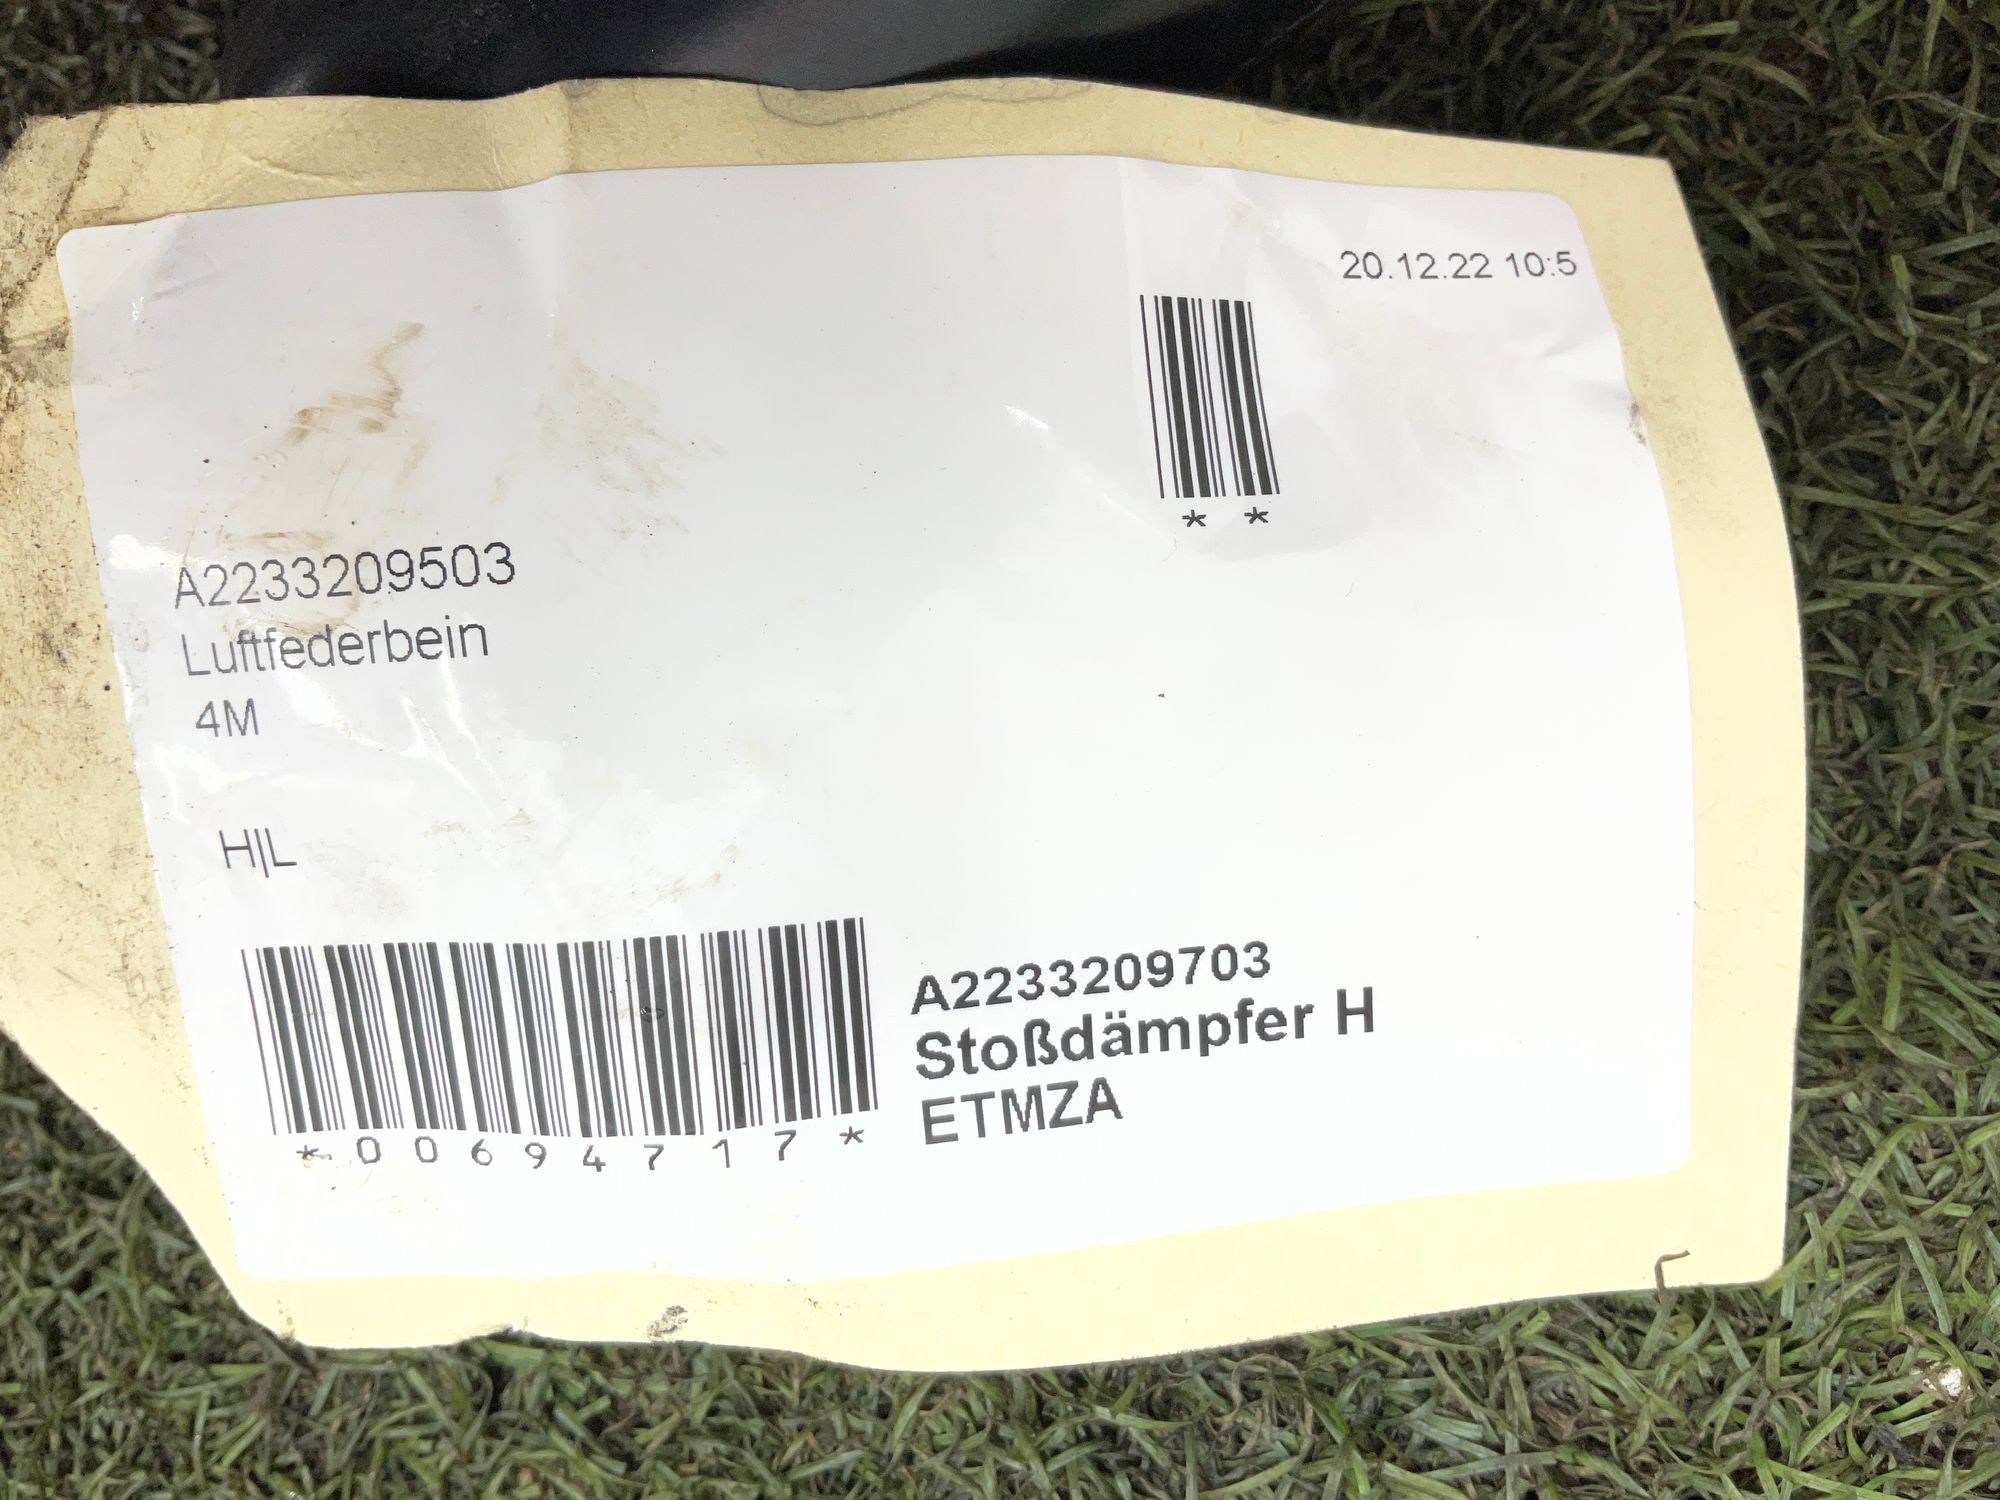 20.12.22 10:5
* *
A2233209503
Luftfederbein
4M
H|L
*00694717*
A2233209703
Stoßdämpfer H
ETMZA